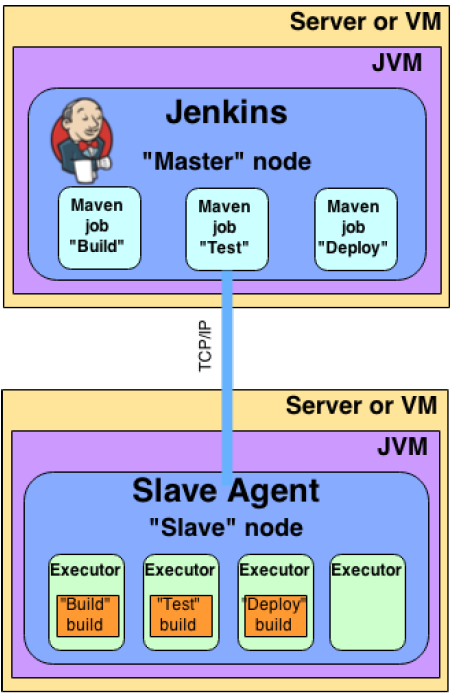 Server or VM
JVM
Jenkins
"Master" node
Maven
job
"Build"
Maven
job
"Test"
Maven
job
"Deploy"
TCP/IP
Server or VM
JVM
Slave Agent
"Slave" node
Executor
"Build"
build
Executor
"Test"
build
Executor
"Deploy"
build
Executor